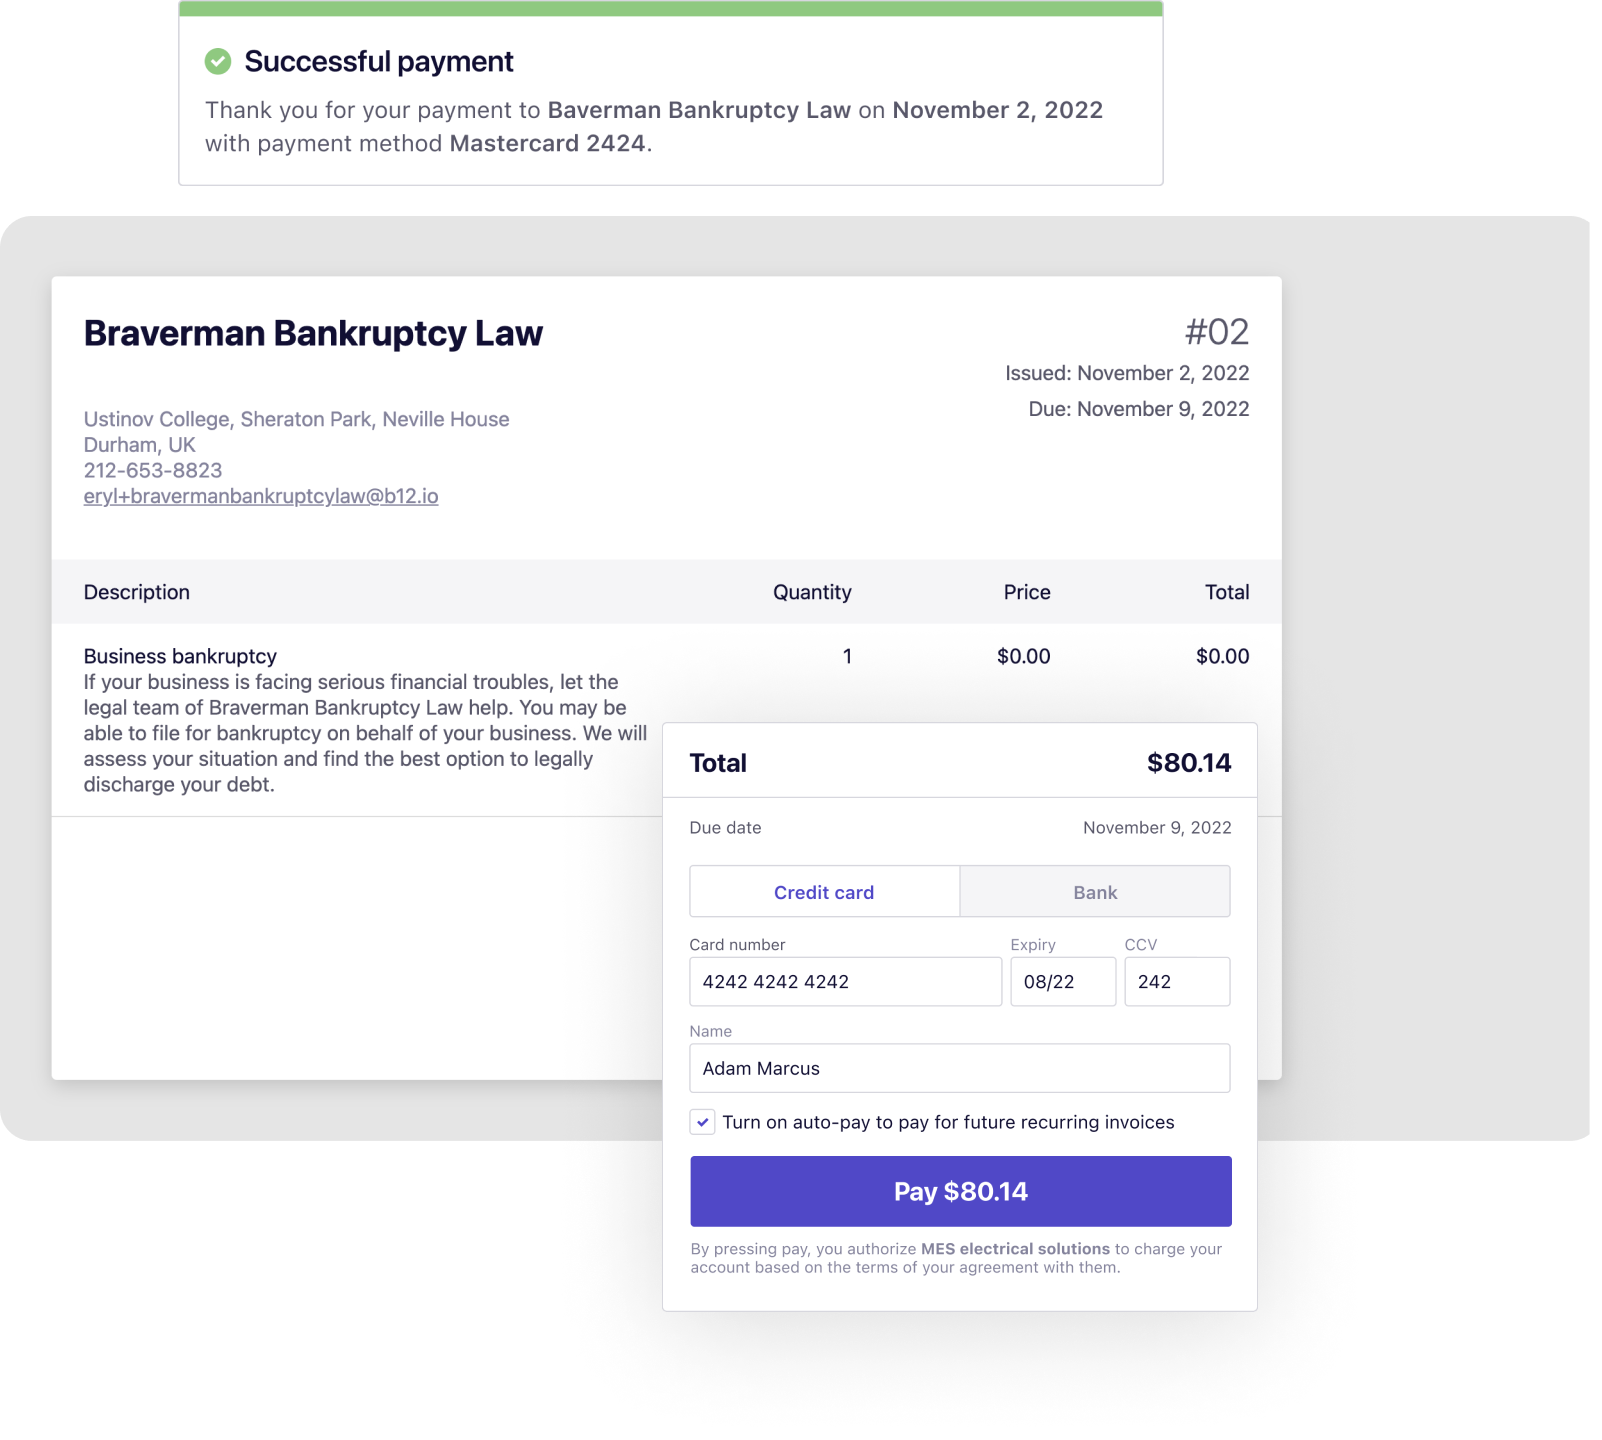 Successful payment
Thank you for your payment to Baverman Bankruptcy Law on November 2, 2022
with payment method Mastercard 2424.
Braverman Bankruptcy Law
#02
Issued: November 2, 2022
Due: November 9, 2022
Ustinov College, Sheraton Park, Neville House
Durham, UK
212-653-8823
eryl+bravermanbankruptcylaw@b12.io
Description Quantity Price Total
Business bankruptcy 1 $0.00 $0.00
If your business is facing serious financial troubles, let the
legal team of Braverman Bankruptcy Law help. You may be
able to file for bankruptcy on behalf of your business. We will
assess your situation and find the best option to legally
discharge your debt.
Total $80.14
Due date November 9, 2022
Credit card Bank
Card number Expiry CCV
4242 4242 4242 08/22 242
Name
Adam Marcus
Turn on auto-pay to pay for future recurring invoices
Pay $80.14
By pressing pay, you authorize MES electrical solutions to charge your
account based on the terms of your agreement with them.